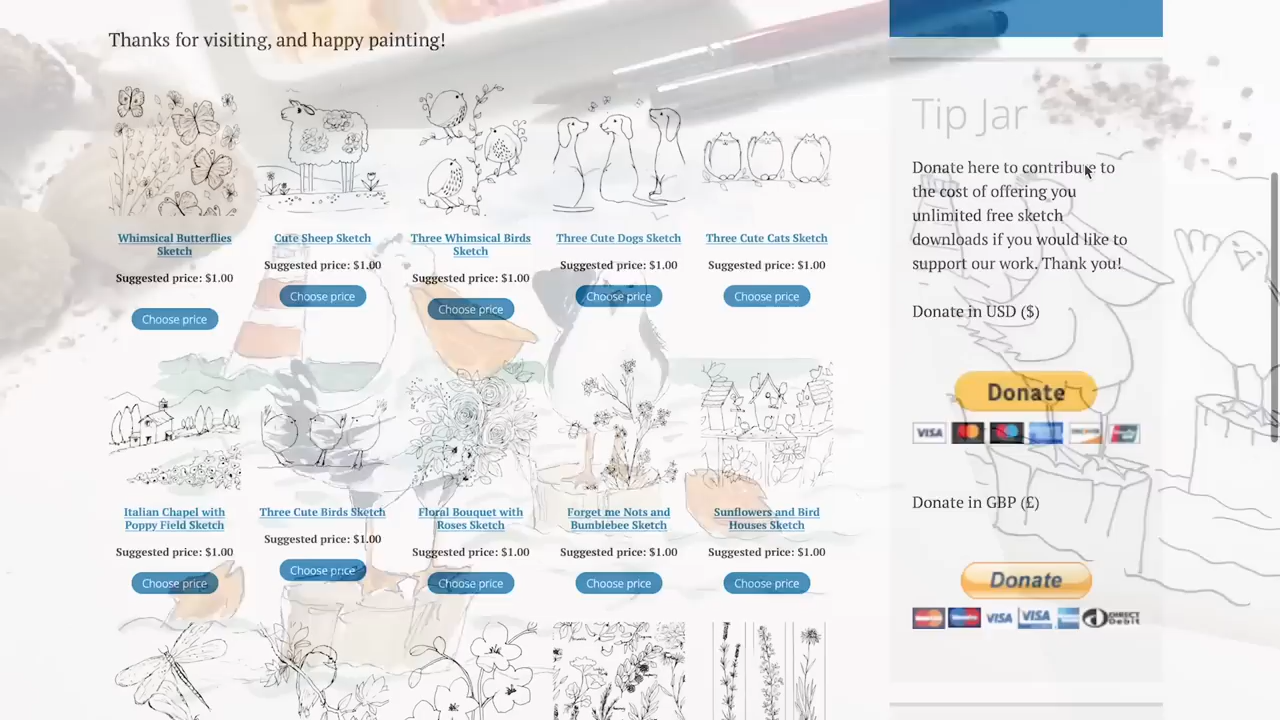 Thanks for visiting, and happy painting!
Whimsical Butterflies
Sketch
Suggested price: $1.00
Choose price
Cute Sheep Sketch
Suggested price: $1.00
Choose price
Three Whimsical Birds
Sketch
Suggested price: $1.00
Choose price
Three Cute Dogs Sketch
Suggested price: $1.00
Choose price
Three Cute Cats Sketch
Suggested price: $1.00
Choose price
Italian Chapel with
Poppy Field Sketch
Suggested price: $1.00
Choose price
Three Cute Birds Sketch
Suggested price: $1.00
Choose price
Floral Bouquet with
Roses Sketch
Suggested price: $1.00
Choose price
Forget me Nots and
Bumblebee Sketch
Suggested price: $1.00
Choose price
Sunflowers and Bird
Houses Sketch
Suggested price: $1.00
Choose price
Tip Jar
Donate here to contribute to
the cost of offering you
unlimited free sketch
downloads if you would like to
support our work. Thank you!
Donate in USD ($)
Donate
VISA
Donate in GBP (£)
Donate
VISA VISA DIRECT
Debit